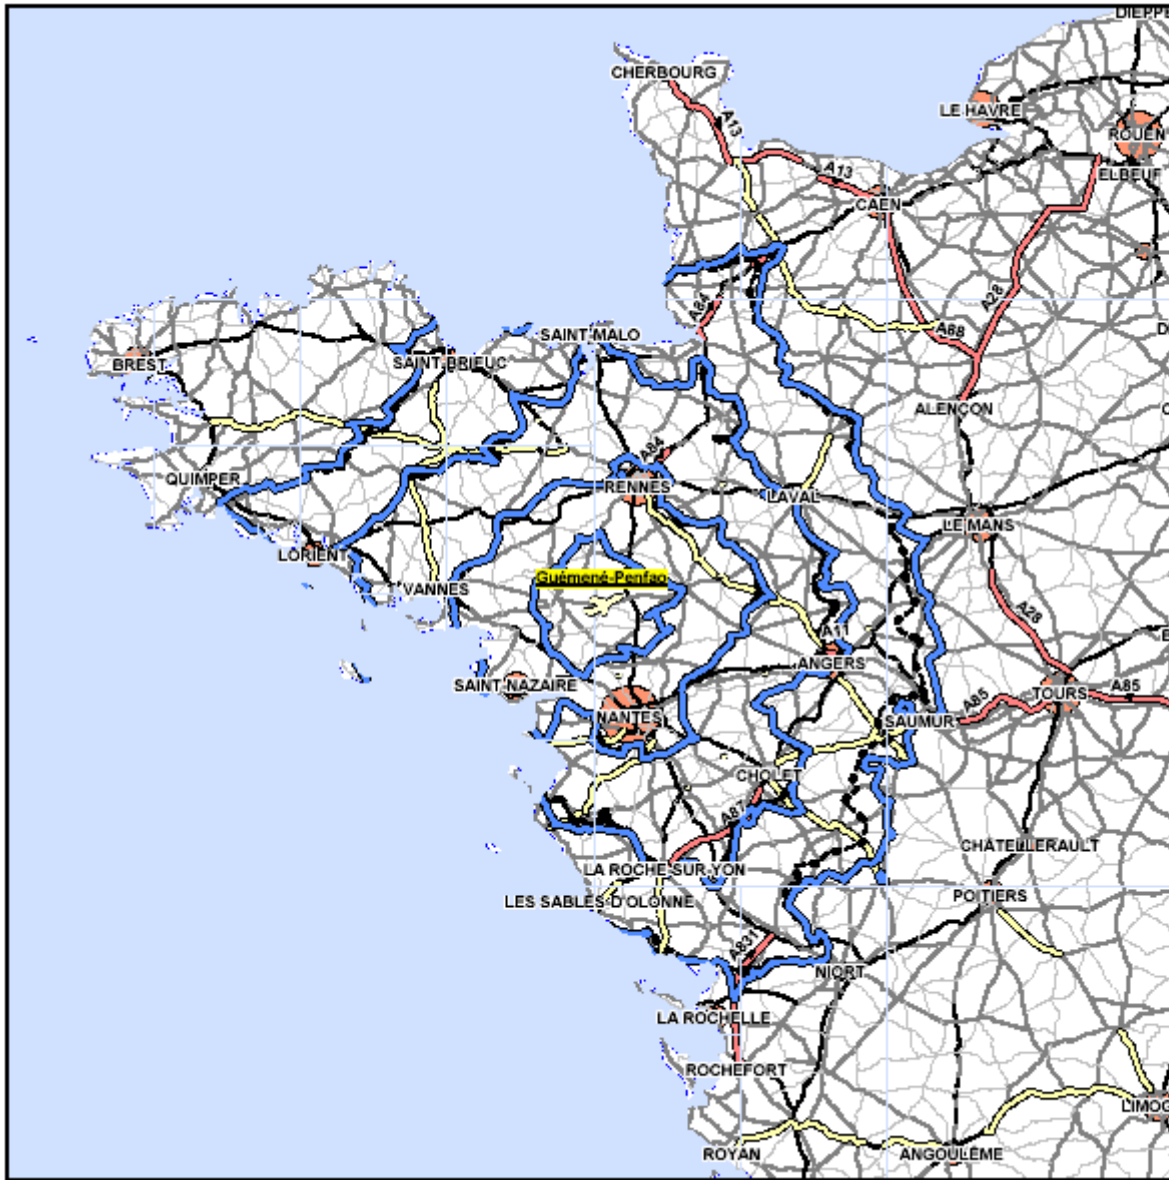 DIEPPE
CHERBOURG
LE HAVRE
A13
ROUEN
A13
ELBEUF
CAEN
A28
A84
A88
SAINT-MALO
BREST
SAINT-BRIEUC
ALENÇON
A84
QUIMPER
RENNES
LAVAL
LE MANS
LORIENT
Guémené-Penfao
VANNES
A28
A11
ANGERS
SAINT-NAZAIRE
A85
TOURS
A85
NANTES
SAUMUR
CHOLET
A87
CHATELLERAULT
LA ROCHE-SUR-YON
POITIERS
LES SABLES-D'OLONNE
A831
NIORT
LA ROCHELLE
ROCHEFORT
LIMOG
ROYAN
ANGOULÊME